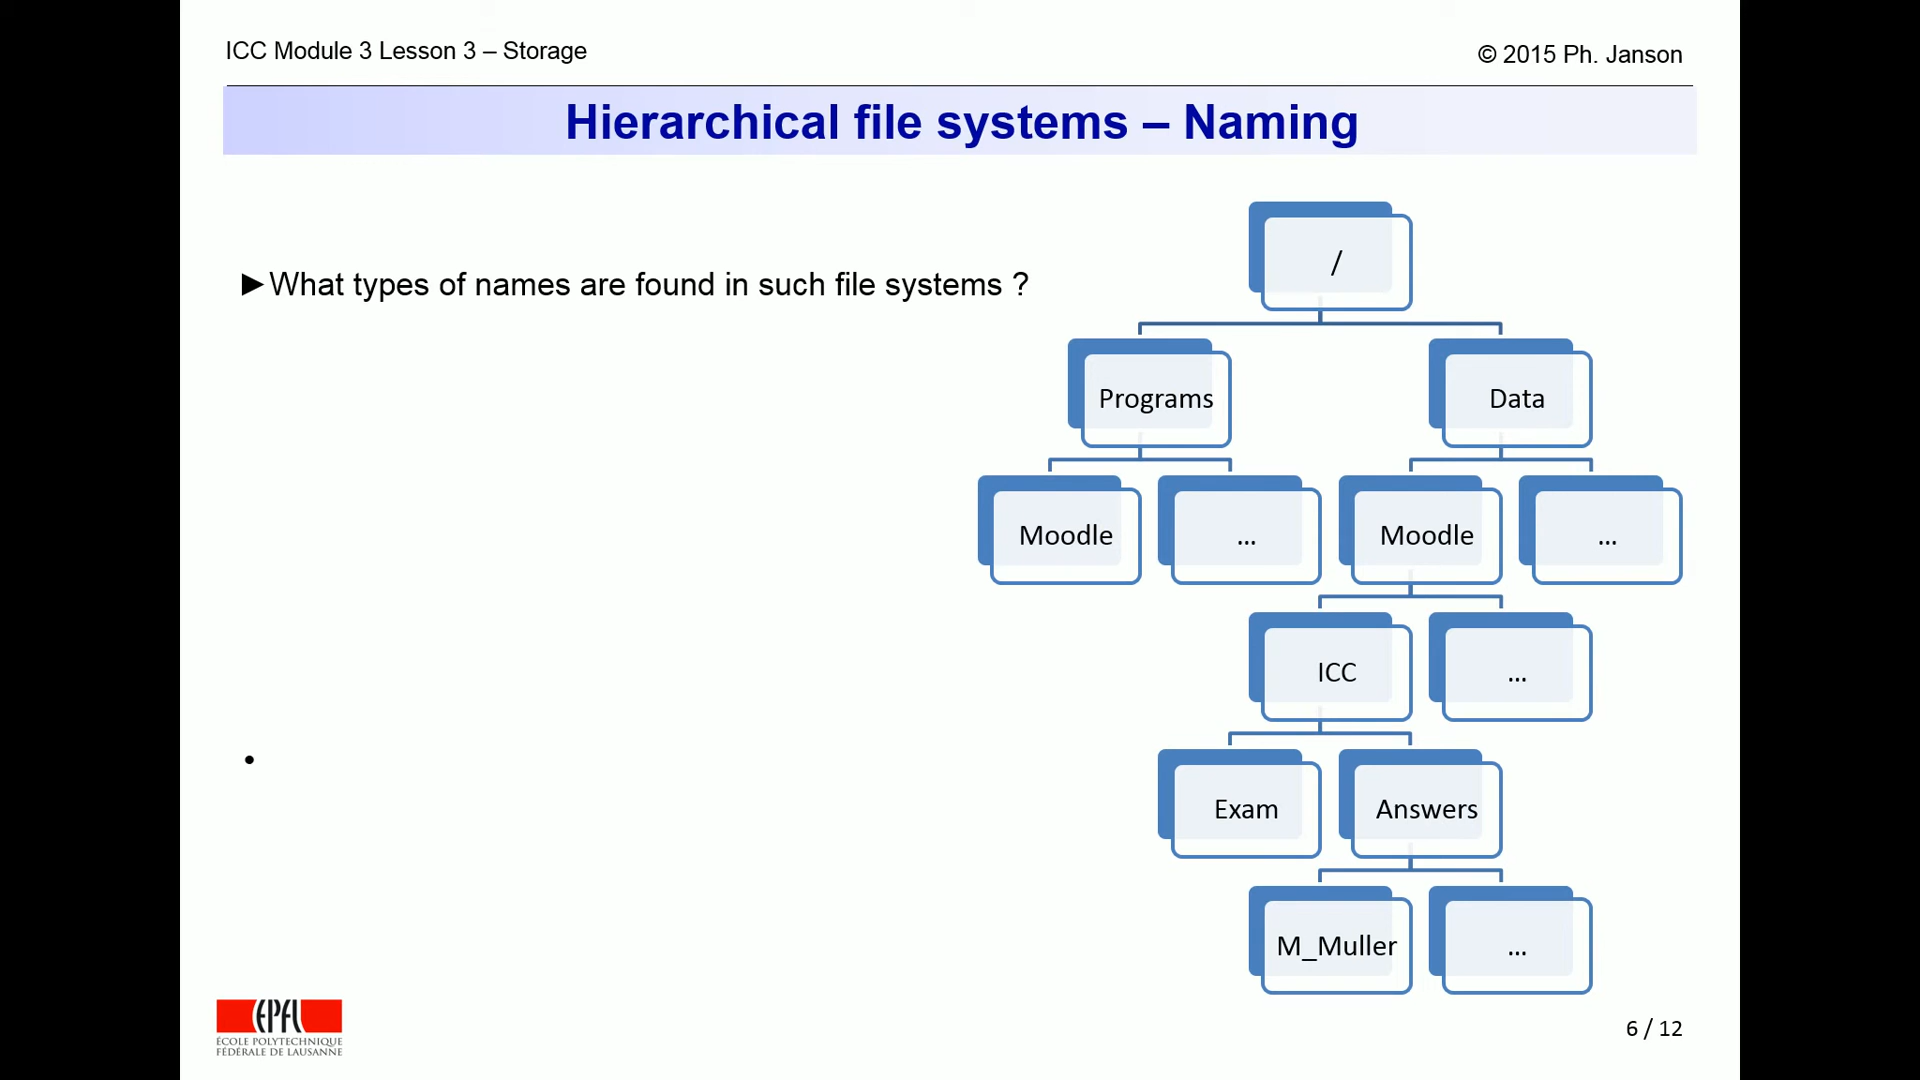 ICC Module 3 Lesson 3 – Storage
© 2015 Ph. Janson
Hierarchical file systems – Naming
►What types of names are found in such file systems ?
/
Programs
Data
Moodle
...
Moodle
...
ICC
...
Exam
Answers
M_Muller
...
•
EPFL
ÉCOLE POLYTECHNIQUE
FÉDÉRALE DE LAUSANNE
6 / 12